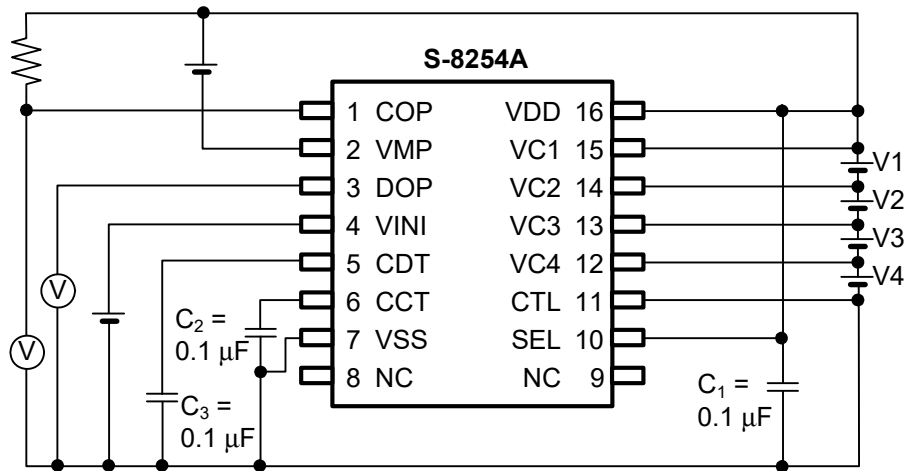 S-8254A
1 COP VDD 16
2 VMP VC1 15
3 DOP VC2 14
4 VINI VC3 13
5 CDT VC4 12
6 CCT CTL 11
7 VSS SEL 10
8 NC NC 9
V1
V2
V3
V4
V
V
C2 =
0.1 μF
C3 =
0.1 μF
C1 =
0.1 μF